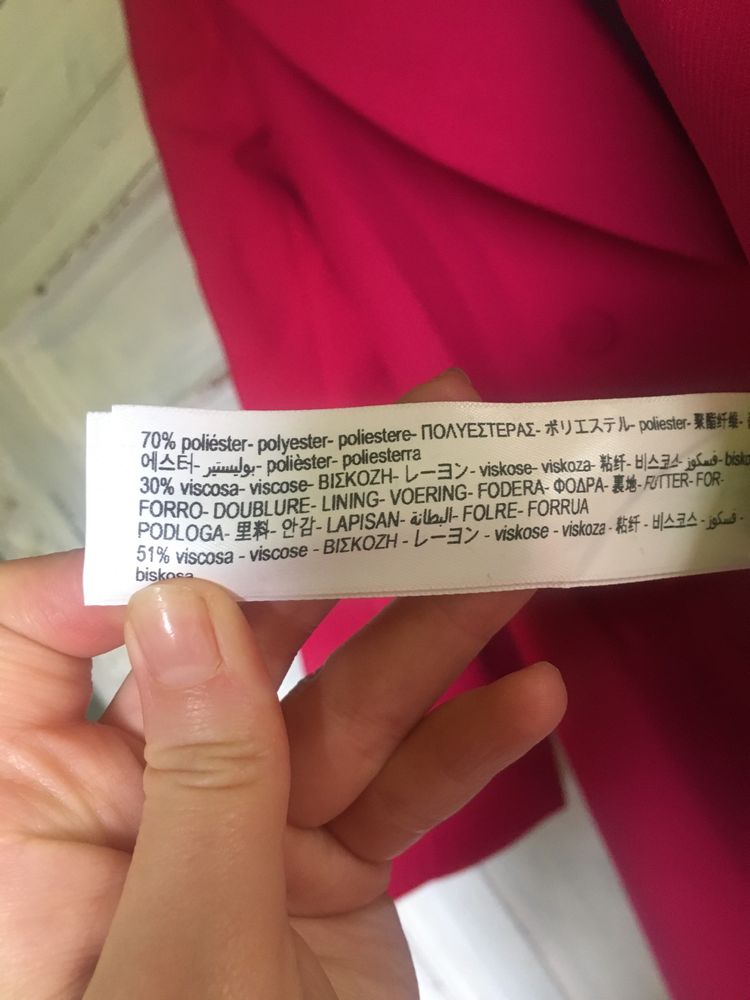 70% poliéster- polyester- poliestere- ΠΟΛΥΕΣΤΕΡΑΣ- ポリエステル- poliester- 聚酯纤维-
에스터- بوليستير- polièster- poliesterra
30% viscosa- viscose- ΒΙΣΚΟΖΗ- レーヨン- viskose- viskoza- 粘纤- 비스코스- فسكوز- bisko
FORRO- DOUBLURE- LINING- VOERING- FODERA- ΦΟΔΡΑ- 裏地- FUTTER- FOR-
PODLOGA- 里料- 안감- LAPISAN- البطانة- FOLRE- FORRUA
51% viscosa - viscose - ΒΙΣΚΟΖΗ - レーヨン - viskose - viskoza - 粘纤 - 비스코스 - فسكوز -
biskosa